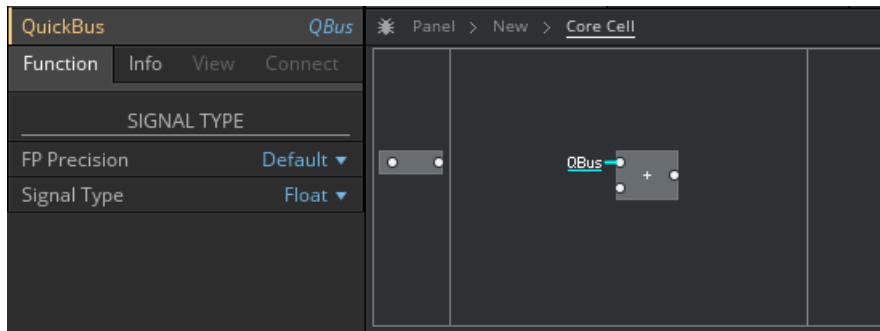 QuickBus QBus
Function Info View Connect
SIGNAL TYPE
FP Precision Default ▼
Signal Type Float ▼
Panel > New > Core Cell
QBus +